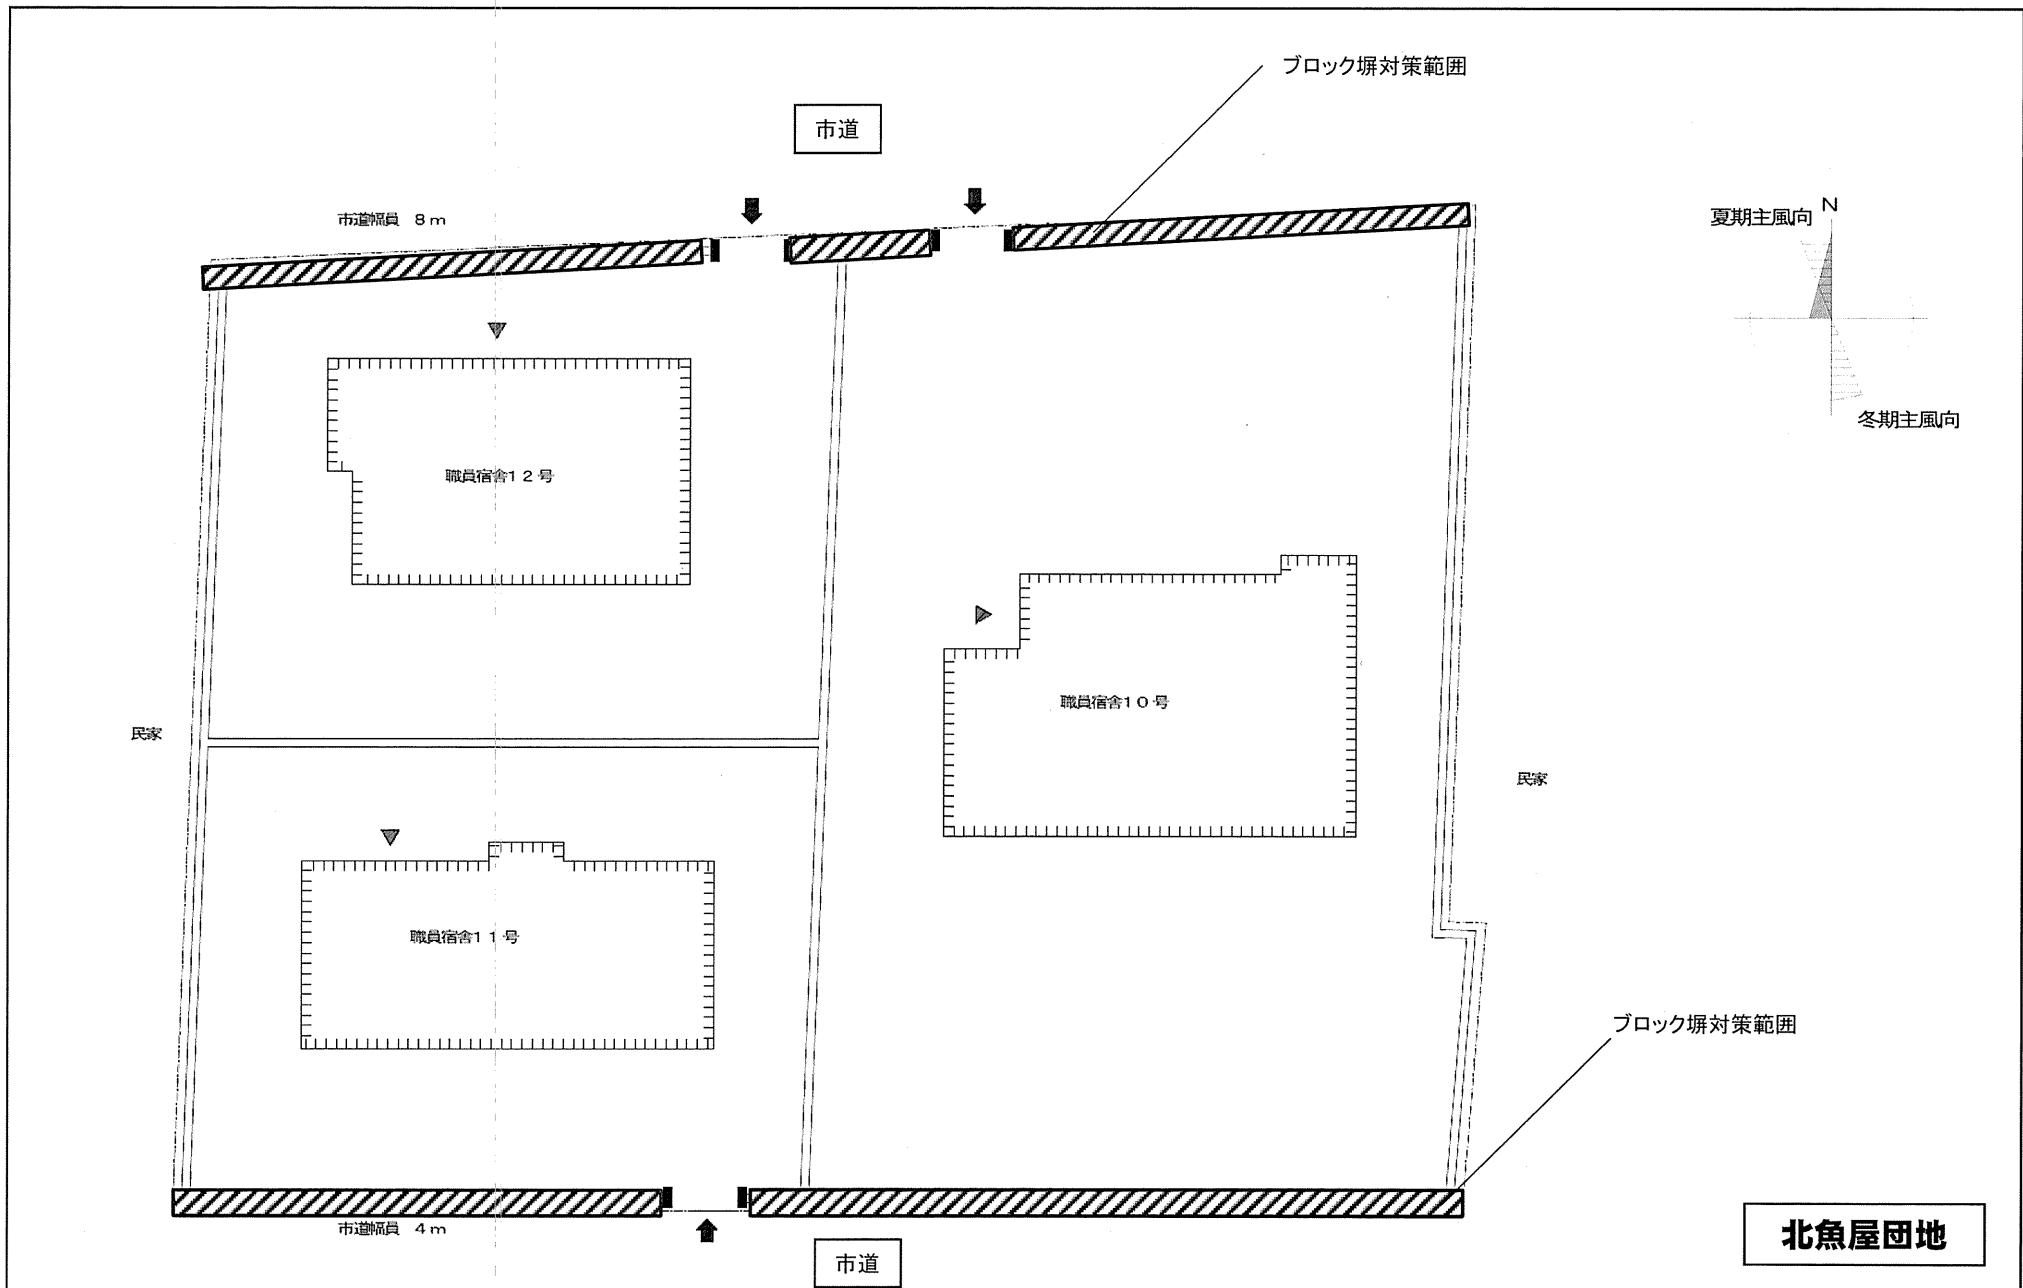 ブロック塀対策範囲
市道
市道幅員 8m
夏期主風向
N
冬期主風向
職員宿舎12号
職員宿舎10号
民家
民家
職員宿舎11号
ブロック塀対策範囲
市道幅員 4m
市道
北魚屋団地